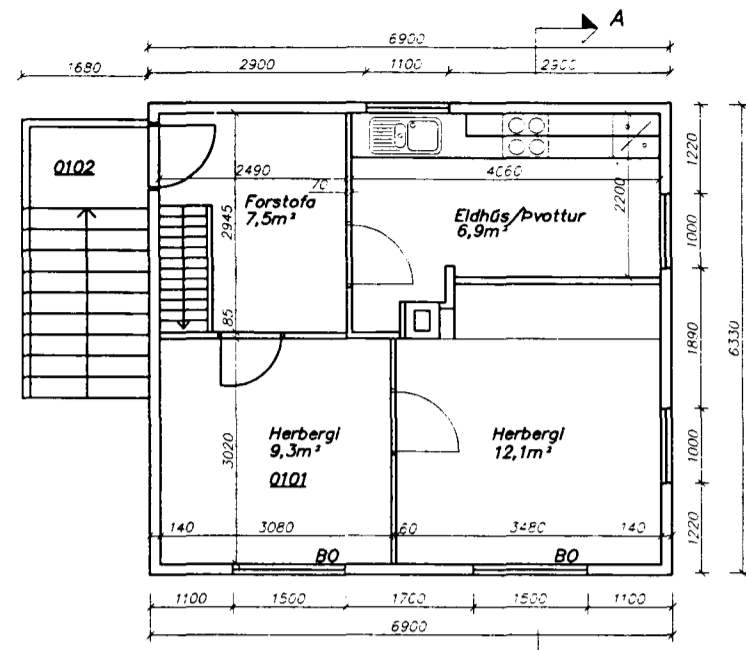 A
6900
1680
2900
1100
2900
0102
2490
4060
70
1220
Forstofa
7,5m²
Eldhús/Þvottur
6,9m²
2945
2200
1000
85
1890
6330
Herbergi
9,3m²
0101
Herbergi
12,1m²
3020
1000
140
3080
60
3480
140
1220
BO
BO
1100
1500
1700
1500
1100
6900